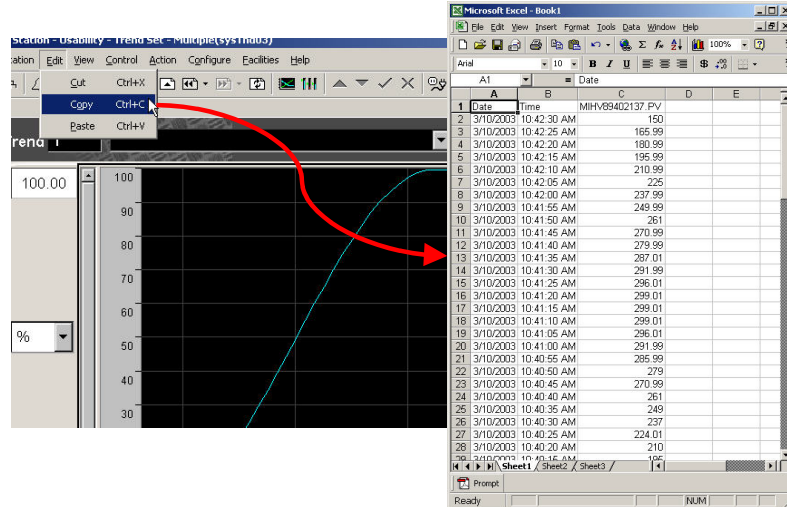 Station - Usability - Trend Set - Multiple(sysTrnd03)
ation Edit View Control Action Configure Facilities Help
Cut Ctrl+X
Copy Ctrl+C
Paste Ctrl+V
Trend 1
100.00
%
100
90
80
70
60
50
40
30
Microsoft Excel - Book1
File Edit View Insert Format Tools Data Window Help
100%
Arial 10 B I U $
A1 = Date
A B C D E
1 Date Time MIHV89402137.PV
2 3/10/2003 10:42:30 AM 150
3 3/10/2003 10:42:25 AM 165.99
4 3/10/2003 10:42:20 AM 180.99
5 3/10/2003 10:42:15 AM 195.99
6 3/10/2003 10:42:10 AM 210.99
7 3/10/2003 10:42:05 AM 225
8 3/10/2003 10:42:00 AM 237.99
9 3/10/2003 10:41:55 AM 249.99
10 3/10/2003 10:41:50 AM 261
11 3/10/2003 10:41:45 AM 270.99
12 3/10/2003 10:41:40 AM 279.99
13 3/10/2003 10:41:35 AM 287.01
14 3/10/2003 10:41:30 AM 291.99
15 3/10/2003 10:41:25 AM 296.01
16 3/10/2003 10:41:20 AM 299.01
17 3/10/2003 10:41:15 AM 299.01
18 3/10/2003 10:41:10 AM 299.01
19 3/10/2003 10:41:05 AM 296.01
20 3/10/2003 10:41:00 AM 291.99
21 3/10/2003 10:40:55 AM 285.99
22 3/10/2003 10:40:50 AM 279
23 3/10/2003 10:40:45 AM 270.99
24 3/10/2003 10:40:40 AM 261
25 3/10/2003 10:40:35 AM 249
26 3/10/2003 10:40:30 AM 237
27 3/10/2003 10:40:25 AM 224.01
28 3/10/2003 10:40:20 AM 210
29 3/10/2003 10:40:15 AM 195
Sheet1 Sheet2 Sheet3
Prompt
Ready NUM